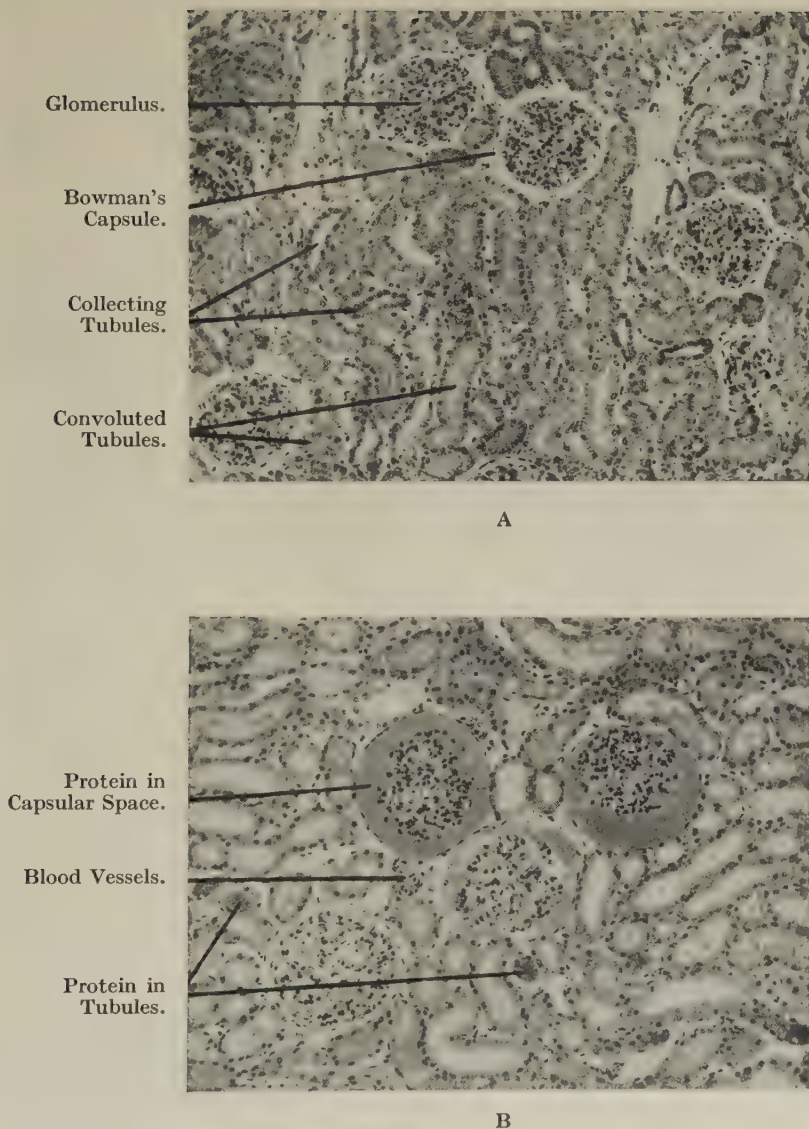 Glomerulus.
Bowman's
Capsule.
Collecting
Tubules.
Convoluted
Tubules.
A
Protein in
Capsular Space.
Blood Vessels.
Protein in
Tubules.
B